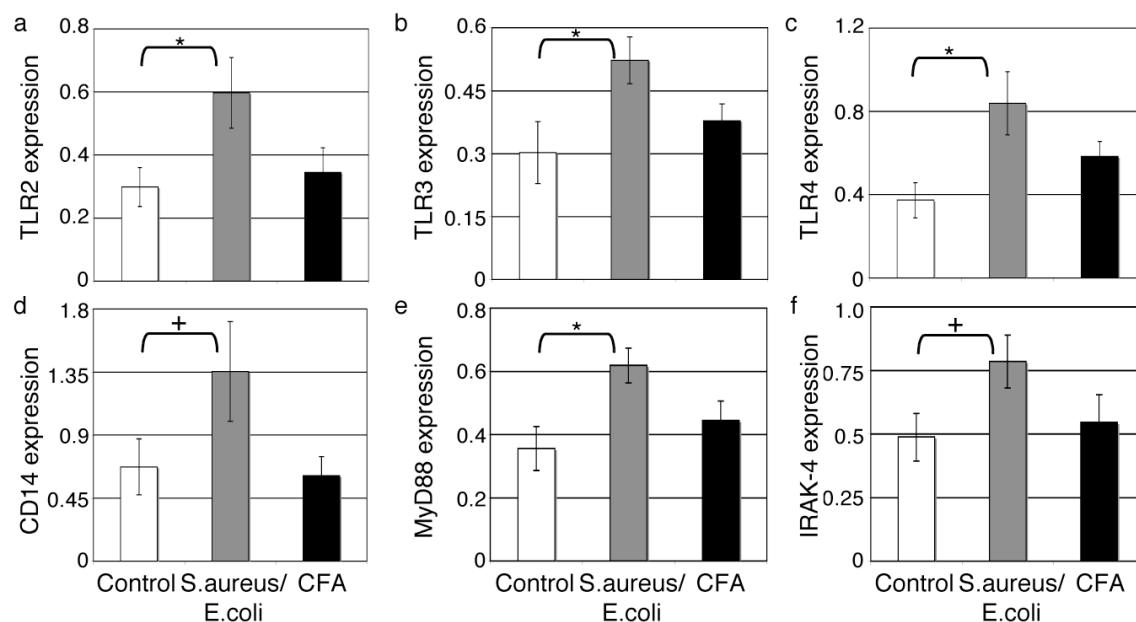 a
TLR2 expression
0.8
0.6
0.4
0.2
0
*
b
TLR3 expression
0.6
0.45
0.3
0.15
0
*
c
TLR4 expression
1.2
0.8
0.4
0
*
d
CD14 expression
1.8
1.35
0.9
0.45
0
+
Control S.aureus/ CFA
E.coli
e
MyD88 expression
0.8
0.6
0.4
0.2
0
*
Control S.aureus/ CFA
E.coli
f
IRAK-4 expression
1.0
0.75
0.5
0.25
0
+
Control S.aureus/ CFA
E.coli